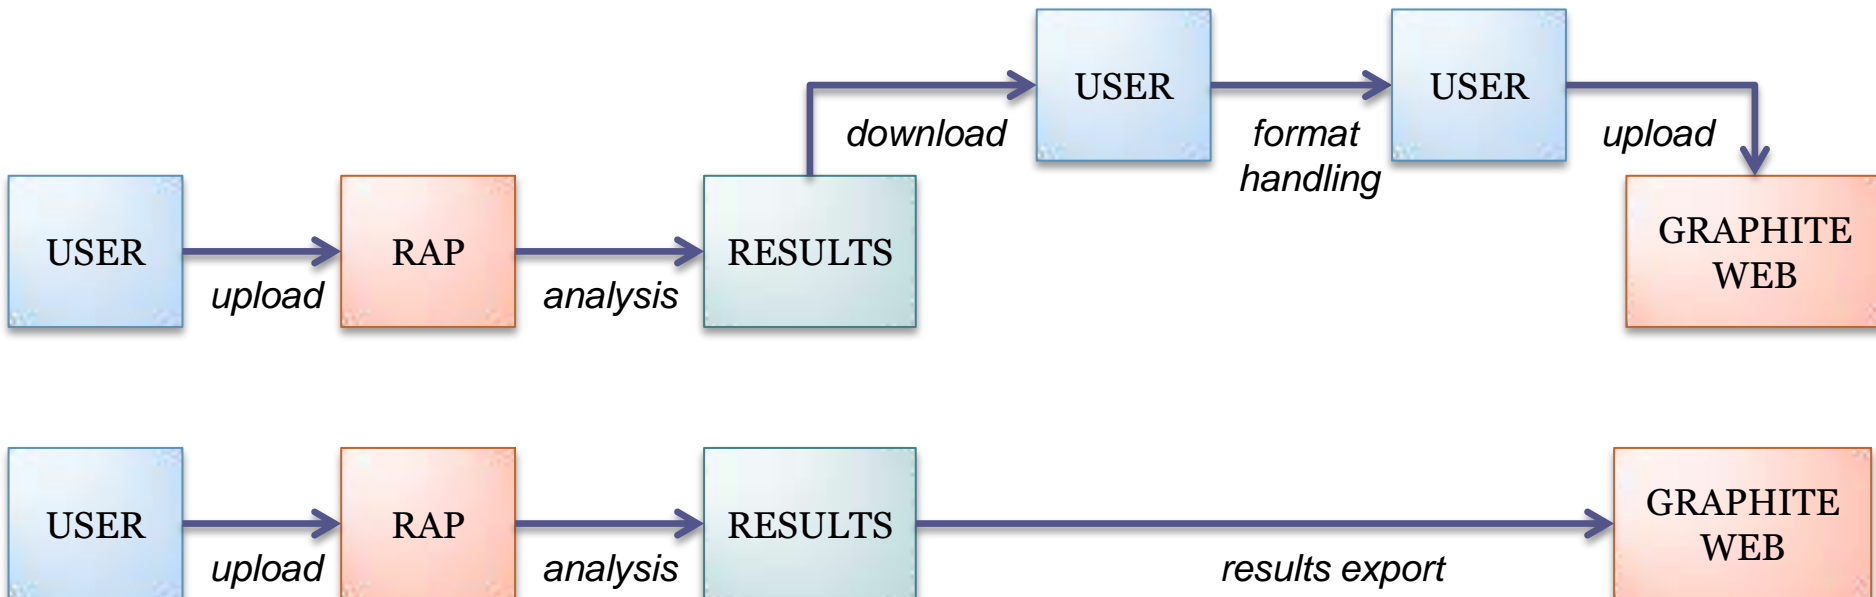 USER
upload
RAP
analysis
RESULTS
download
USER
format
handling
USER
upload
GRAPHITE
WEB
USER
upload
RAP
analysis
RESULTS
results export
GRAPHITE
WEB